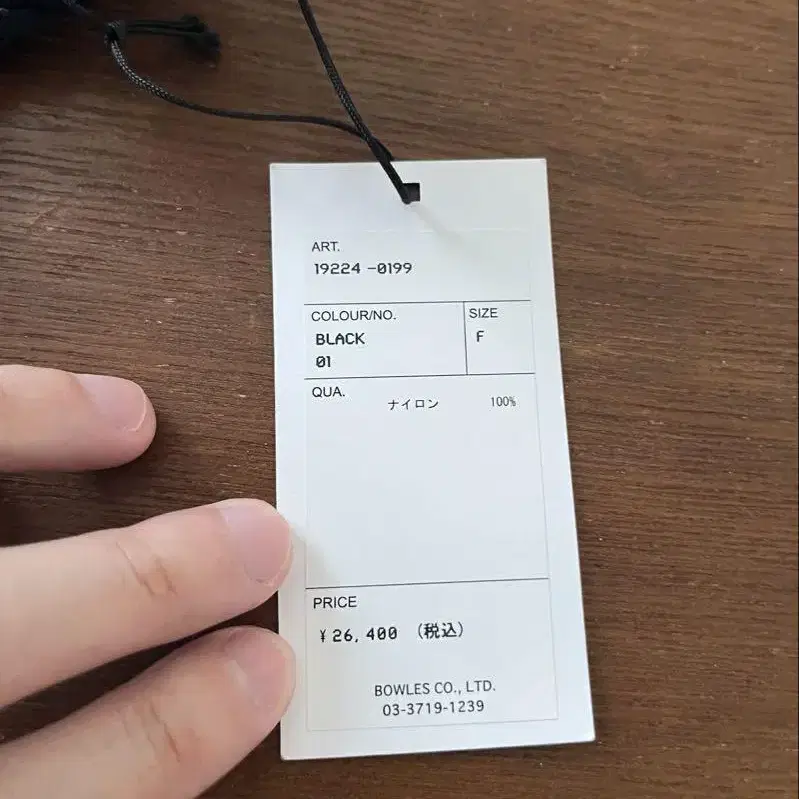 ART.
19224 -0199
COLOUR/NO.
BLACK
01
SIZE
F
QUA.
ナイロン 100%
PRICE
¥26,400 (税込)
BOWLES CO., LTD.
03-3719-1239